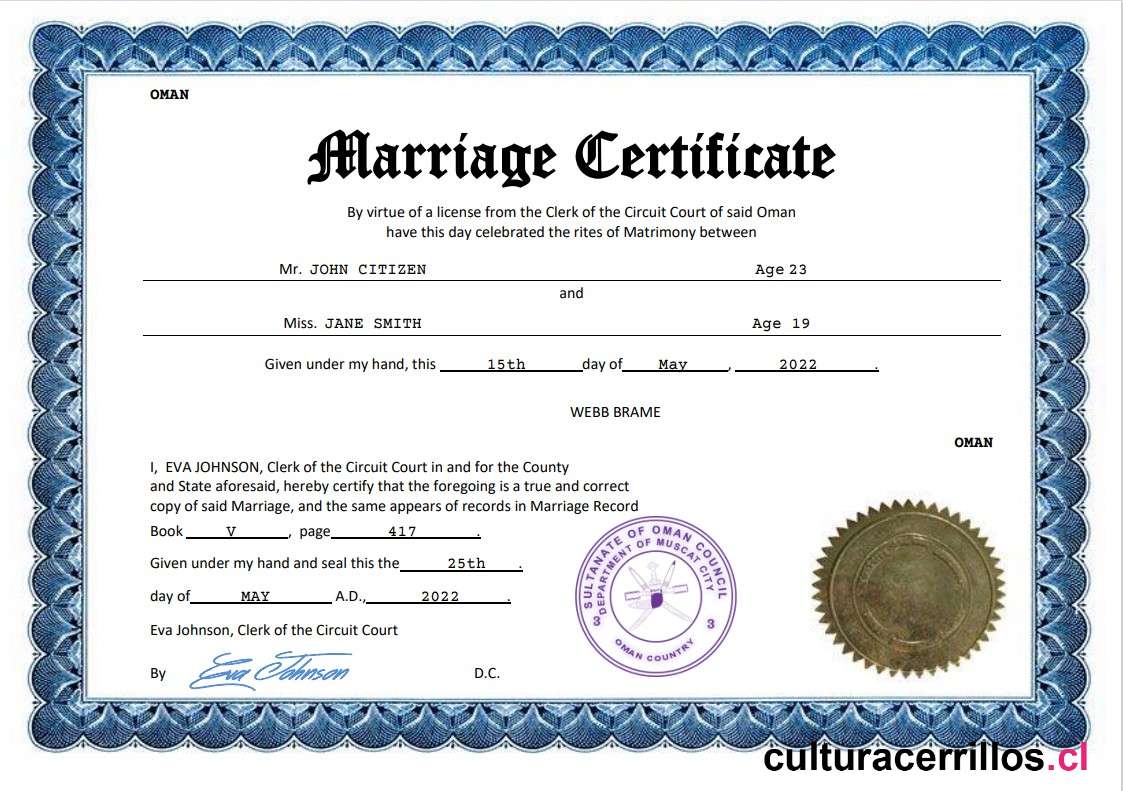 OMAN
Marriage Certificate
By virtue of a license from the Clerk of the Circuit Court of said Oman
have this day celebrated the rites of Matrimony between
Mr. JOHN CITIZEN Age 23
and
Miss. JANE SMITH Age 19
Given under my hand, this 15th day of May, 2022.
WEBB BRAME
OMAN
I, EVA JOHNSON, Clerk of the Circuit Court in and for the County
and State aforesaid, hereby certify that the foregoing is a true and correct
copy of said Marriage, and the same appears of records in Marriage Record
Book V, page 417.
Given under my hand and seal this the 25th.
day of MAY A.D., 2022.
Eva Johnson, Clerk of the Circuit Court
By Eva Johnson D.C.
SULTANATE OF OMAN COUNCIL
DEPARTMENT OF MUSCAT CITY
3 3
OMAN COUNTRY
culturacerrillos.cl